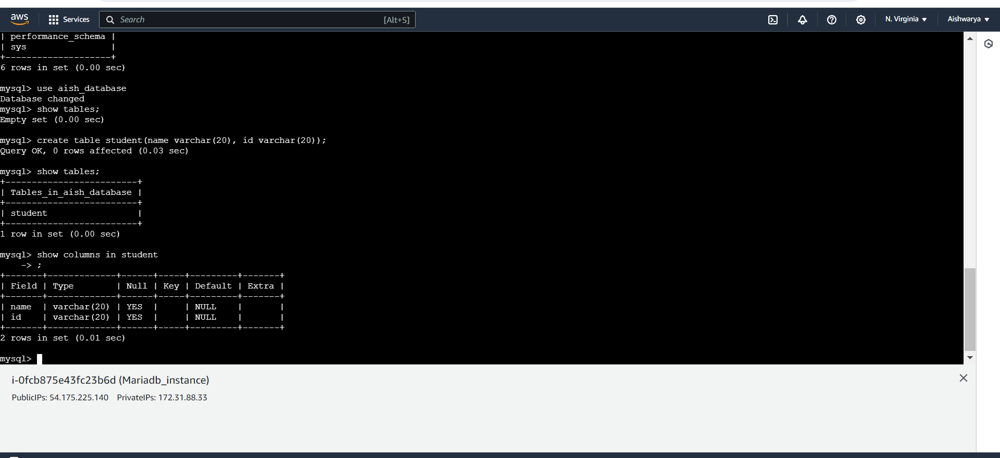 aws Services Search [Alt+S] N. Virginia Aishwarya
| performance_schema |
| sys                |
+--------------------+
6 rows in set (0.00 sec)

mysql> use aish_database
Database changed
mysql> show tables;
Empty set (0.00 sec)

mysql> create table student(name varchar(20), id varchar(20));
Query OK, 0 rows affected (0.03 sec)

mysql> show tables;
+-------------------------+
| Tables_in_aish_database |
+-------------------------+
| student                 |
+-------------------------+
1 row in set (0.00 sec)

mysql> show columns in student
    -> ;
+-------+-------------+------+-----+---------+-------+
| Field | Type        | Null | Key | Default | Extra |
+-------+-------------+------+-----+---------+-------+
| name  | varchar(20) | YES  |     | NULL    |       |
| id    | varchar(20) | YES  |     | NULL    |       |
+-------+-------------+------+-----+---------+-------+
2 rows in set (0.01 sec)

mysql>
i-0fcb875e43fc23b6d (Mariadb_instance)
PublicIPs: 54.175.225.140 PrivateIPs: 172.31.88.33